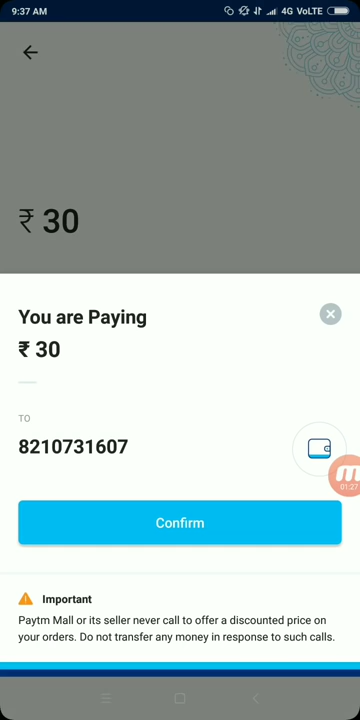 9:37 AM 4G VoLTE
₹ 30
You are Paying
₹ 30
TO
8210731607
01:27
Confirm
Important
Paytm Mall or its seller never call to offer a discounted price on
your orders. Do not transfer any money in response to such calls.